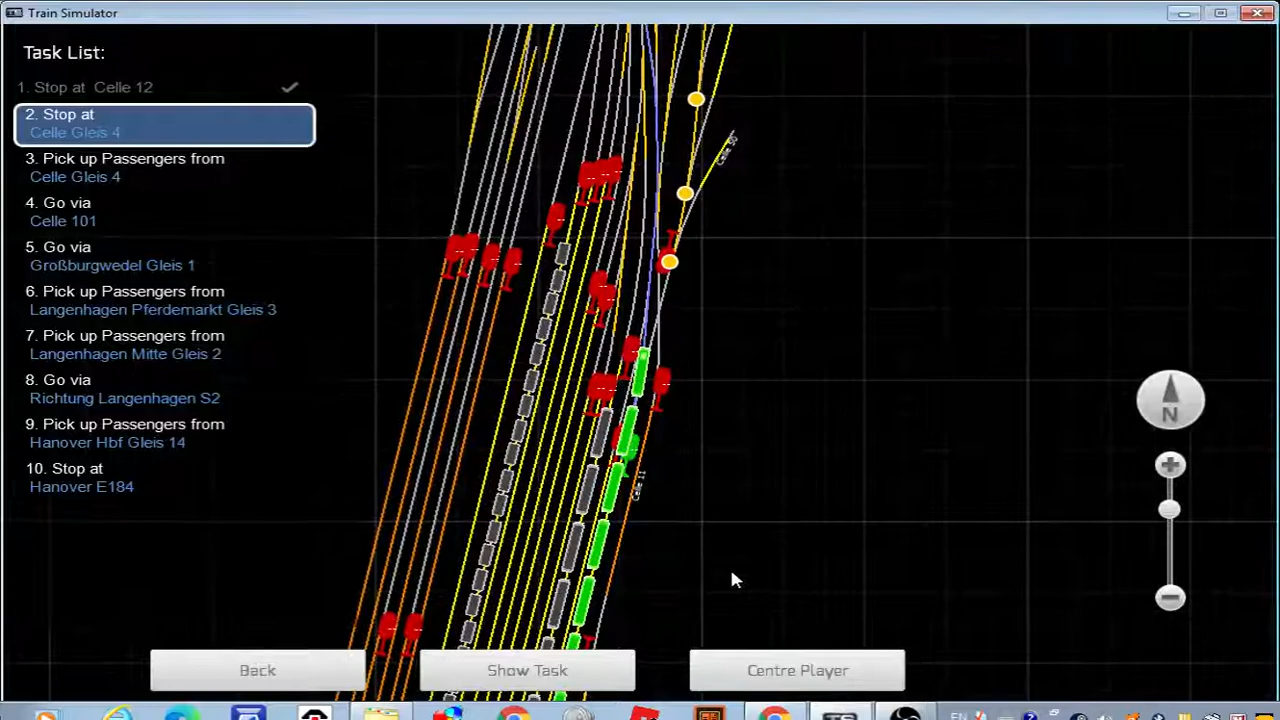 Train Simulator
Task List:
1. Stop at Celle 12
2. Stop at
Celle Gleis 4
3. Pick up Passengers from
Celle Gleis 4
4. Go via
Celle 101
5. Go via
Großburgwedel Gleis 1
6. Pick up Passengers from
Langenhagen Pferdemarkt Gleis 3
7. Pick up Passengers from
Langenhagen Mitte Gleis 2
8. Go via
Richtung Langenhagen S2
9. Pick up Passengers from
Hanover Hbf Gleis 14
10. Stop at
Hanover E184
Celle 11
N
Back
Show Task
Centre Player
EN